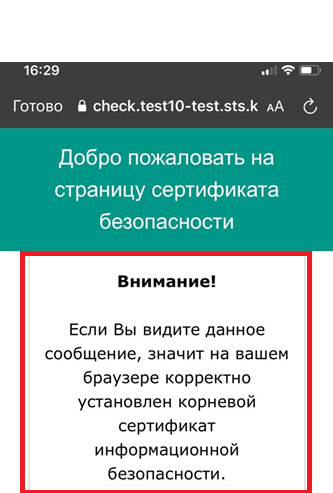 16:29
Готово check.test10-test.sts.k AA
Добро пожаловать на
страницу сертификата
безопасности
Внимание!
Если Вы видите данное
сообщение, значит на вашем
браузере корректно
установлен корневой
сертификат
информационной
безопасности.